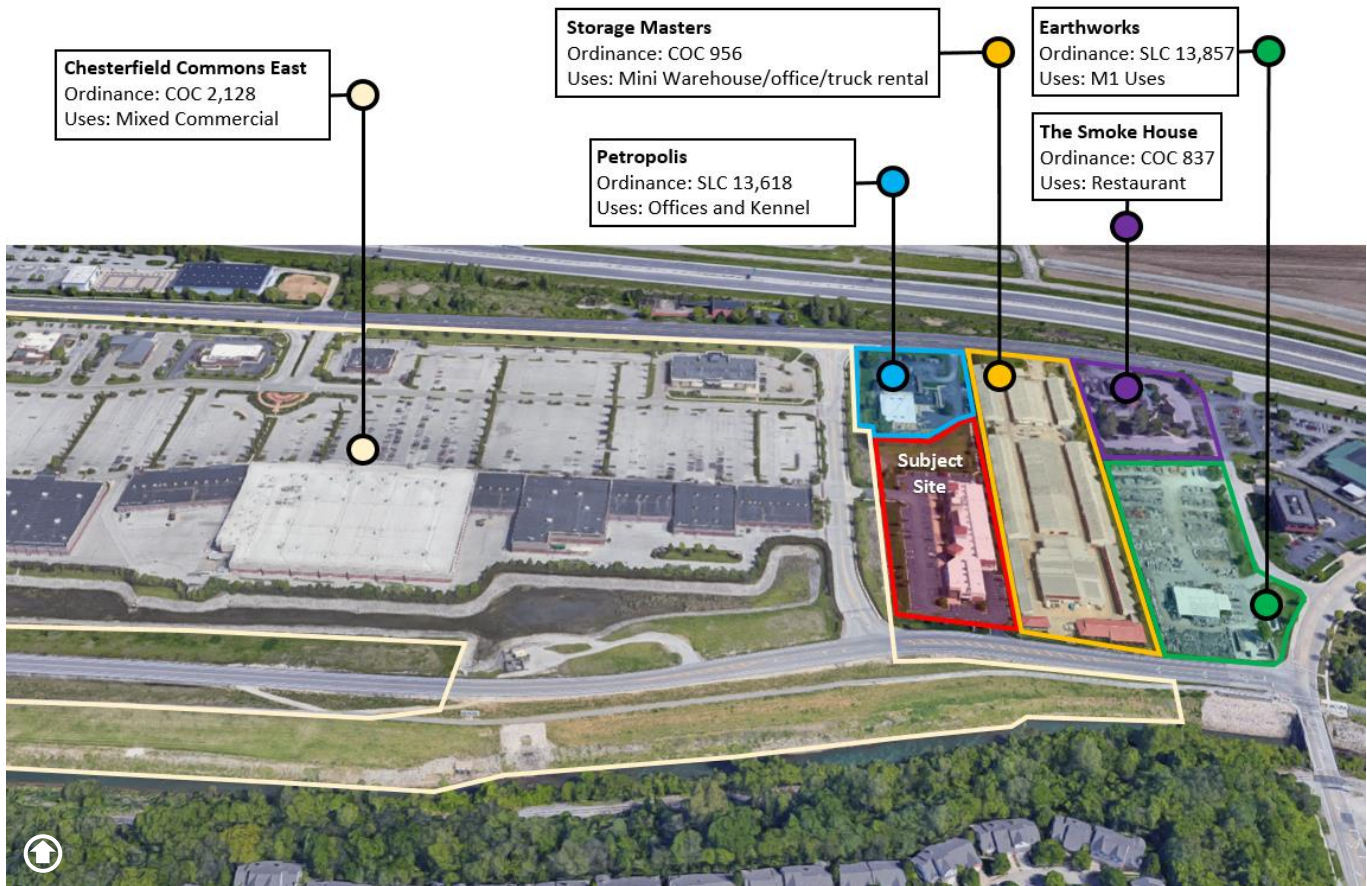 Chesterfield Commons East
Ordinance: COC 2,128
Uses: Mixed Commercial
Storage Masters
Ordinance: COC 956
Uses: Mini Warehouse/office/truck rental
Earthworks
Ordinance: SLC 13,857
Uses: M1 Uses
Petropolis
Ordinance: SLC 13,618
Uses: Offices and Kennel
The Smoke House
Ordinance: COC 837
Uses: Restaurant
Subject
Site